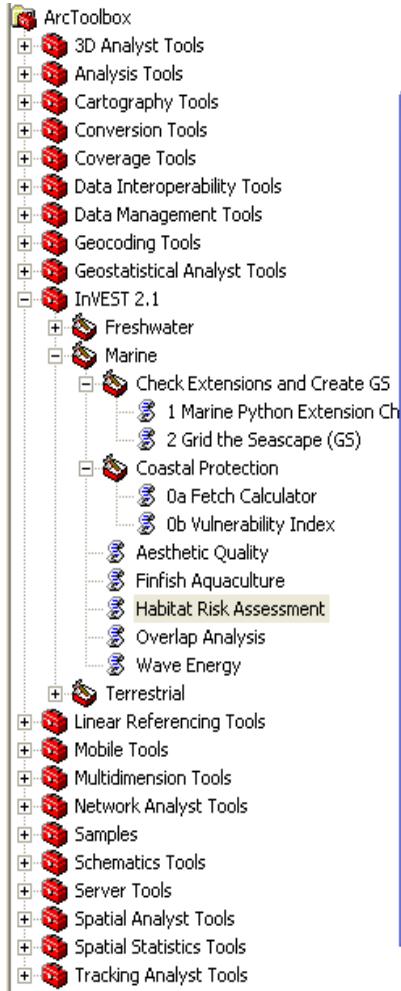 ArcToolbox
3D Analyst Tools
Analysis Tools
Cartography Tools
Conversion Tools
Coverage Tools
Data Interoperability Tools
Data Management Tools
Geocoding Tools
Geostatistical Analyst Tools
InVEST 2.1
Freshwater
Marine
Check Extensions and Create GS
1 Marine Python Extension Ch
2 Grid the Seascape (GS)
Coastal Protection
0a Fetch Calculator
0b Vulnerability Index
Aesthetic Quality
Finfish Aquaculture
Habitat Risk Assessment
Overlap Analysis
Wave Energy
Terrestrial
Linear Referencing Tools
Mobile Tools
Multidimension Tools
Network Analyst Tools
Samples
Schematics Tools
Server Tools
Spatial Analyst Tools
Spatial Statistics Tools
Tracking Analyst Tools